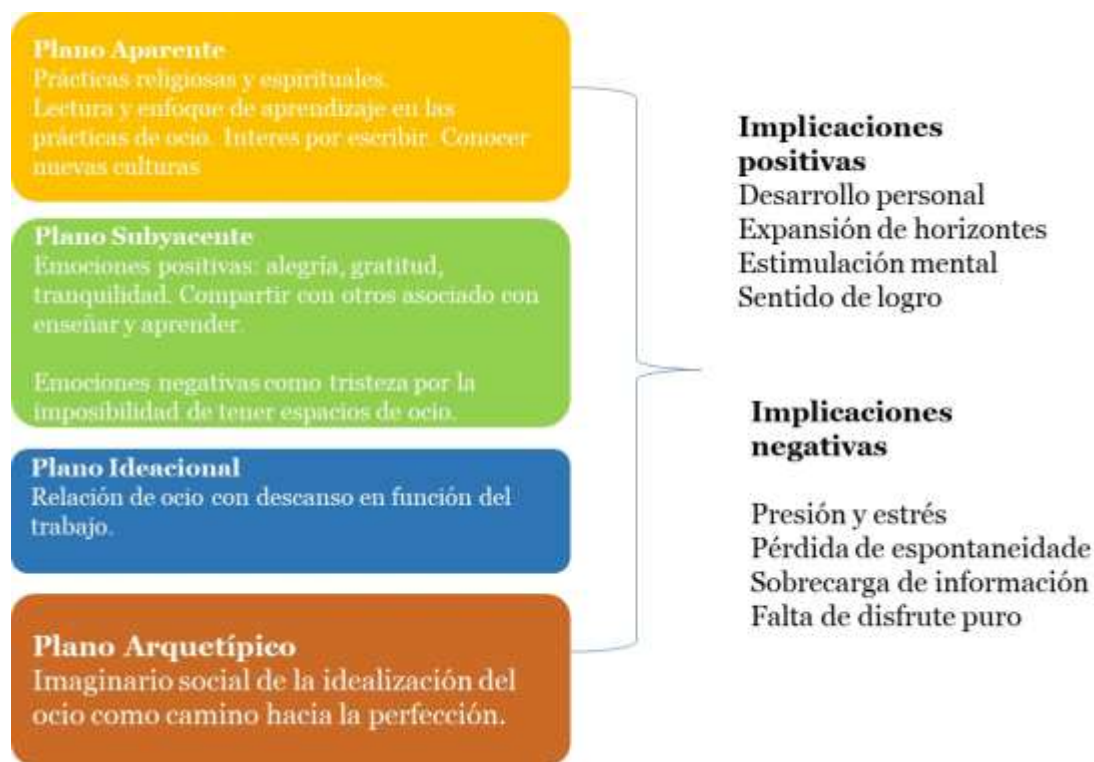 Plano Aparente
Prácticas religiosas y espirituales.
Lectura y enfoque de aprendizaje en las
prácticas de ocio. Interes por escribir. Conocer
nuevas culturas
Plano Subyacente
Emociones positivas: alegría, gratitud,
tranquilidad. Compartir con otros asociado con
enseñar y aprender.
Emociones negativas como tristeza por la
imposibilidad de tener espacios de ocio.
Plano Ideacional
Relación de ocio con descanso en función del
trabajo.
Plano Arquetípico
Imaginario social de la idealización del
ocio como camino hacia la perfección.
Implicaciones
positivas
Desarrollo personal
Expansión de horizontes
Estimulación mental
Sentido de logro
Implicaciones
negativas
Presión y estrés
Pérdida de espontaneidade
Sobrecarga de información
Falta de disfrute puro